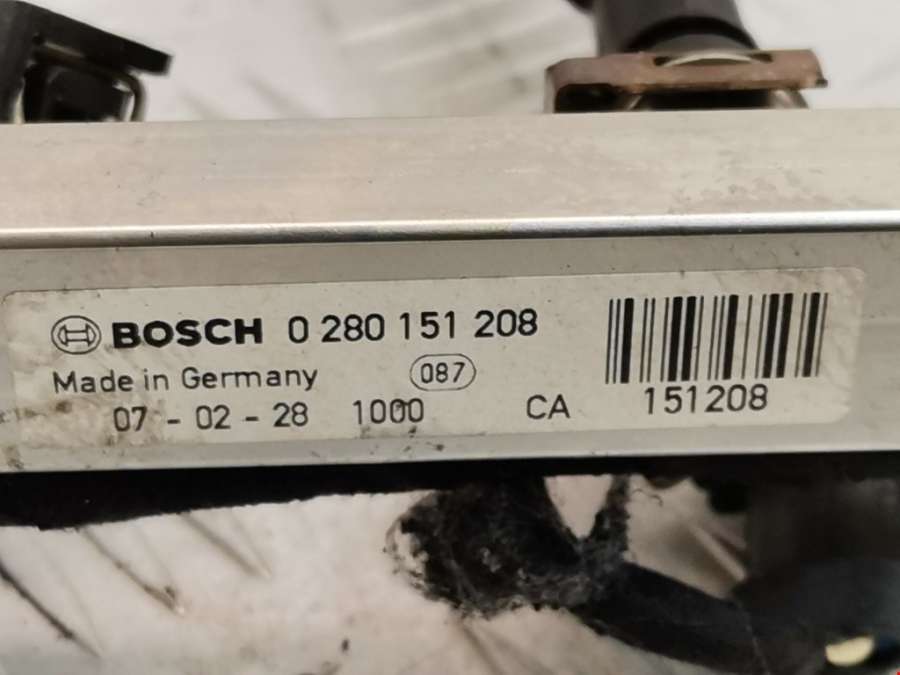 BOSCH 0 280 151 208
Made in Germany 087
07 - 02 - 28 1000 CA 151208